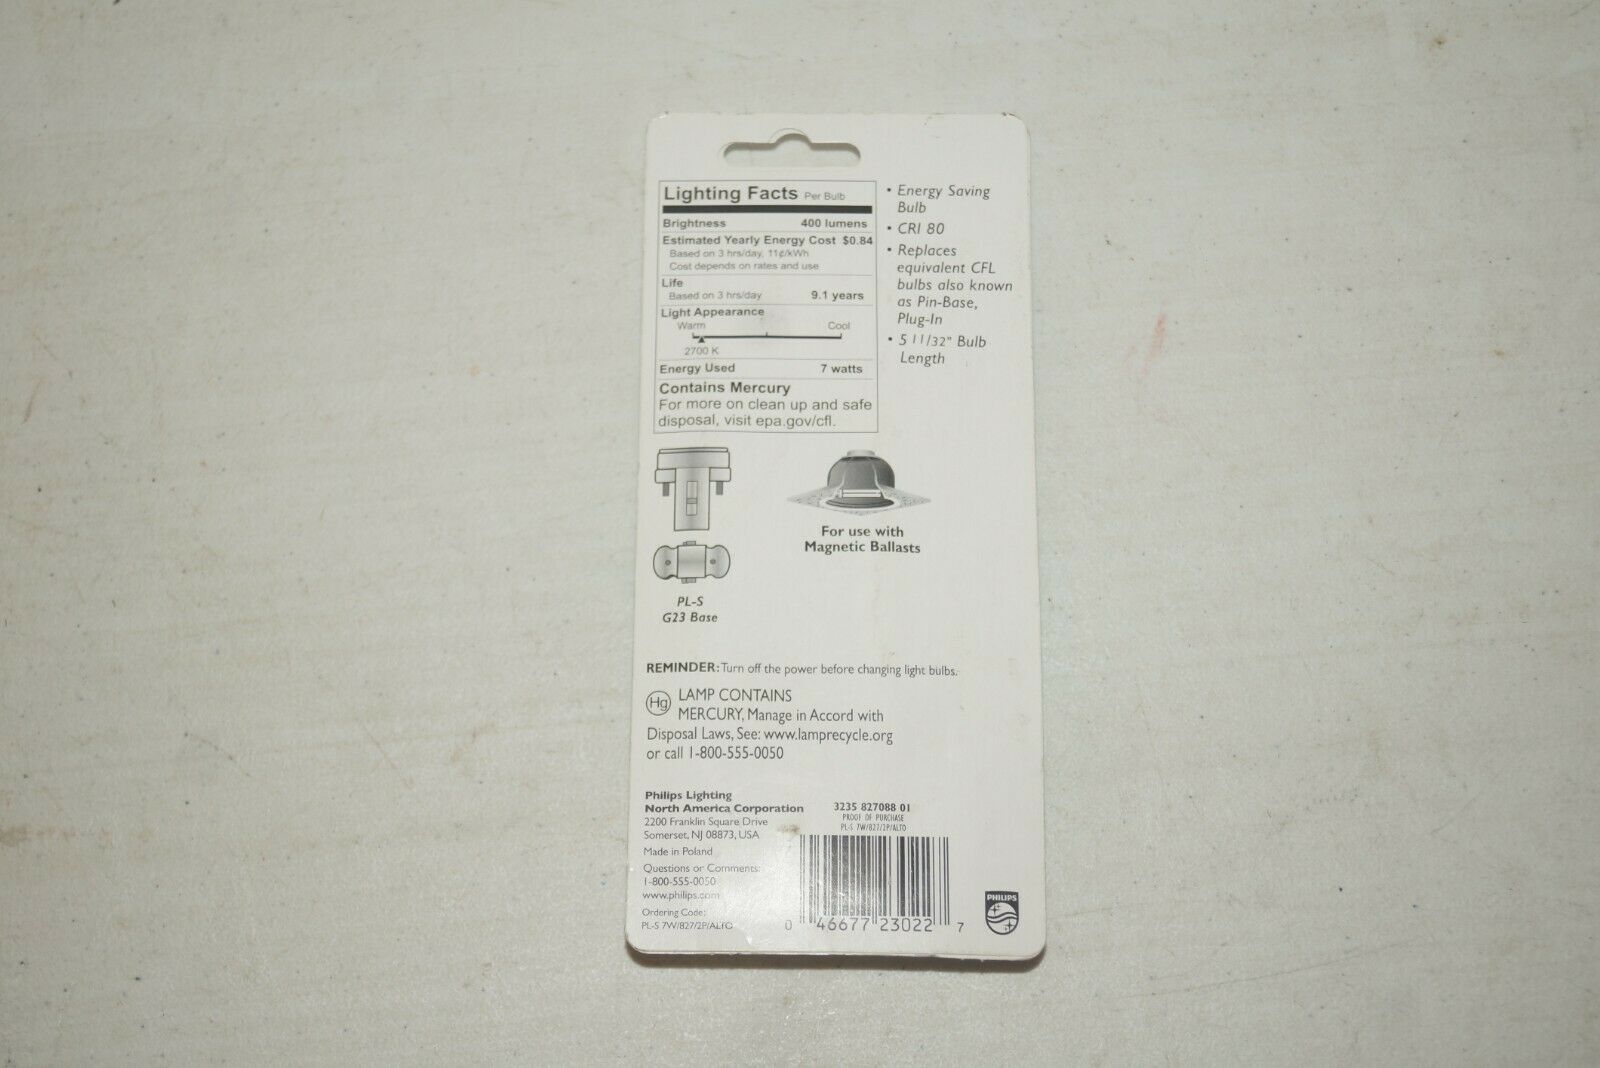 Lighting Facts Per Bulb
Brightness 400 lumens
Estimated Yearly Energy Cost $0.84
Based on 3 hrs/day, 11¢/kWh
Cost depends on rates and use
Life
Based on 3 hrs/day 9.1 years
Light Appearance
Warm Cool
2700 K
Energy Used 7 watts
Contains Mercury
For more on clean up and safe
disposal, visit epa.gov/cfl.
• Energy Saving
Bulb
• CRI 80
• Replaces
equivalent CFL
bulbs also known
as Pin-Base,
Plug-In
• 5 11/32" Bulb
Length
For use with
Magnetic Ballasts
PL-S
G23 Base
REMINDER: Turn off the power before changing light bulbs.
Hg LAMP CONTAINS
MERCURY, Manage in Accord with
Disposal Laws, See: www.lamprecycle.org
or call 1-800-555-0050
Philips Lighting
North America Corporation
2200 Franklin Square Drive
Somerset, NJ 08873, USA
Made in Poland
Questions or Comments:
1-800-555-0050
www.philips.com
Ordering Code:
PL-S 7W/827/2P/ALTO
3235 827088 01
PROOF OF PURCHASE
PL-S 7W/827/2P/ALTO
0 46677 23022 7
PHILIPS